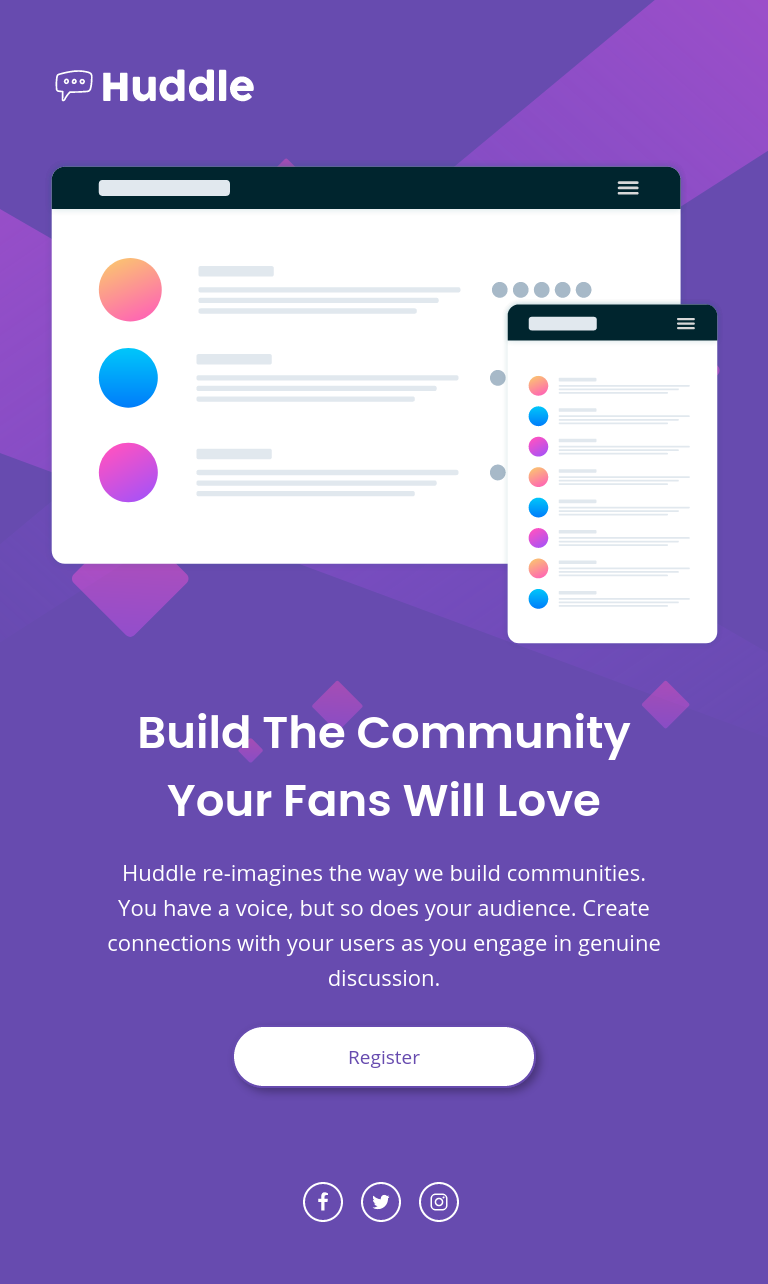 Huddle
Build The Community
Your Fans Will Love
Huddle re-imagines the way we build communities.
You have a voice, but so does your audience. Create
connections with your users as you engage in genuine
discussion.
Register